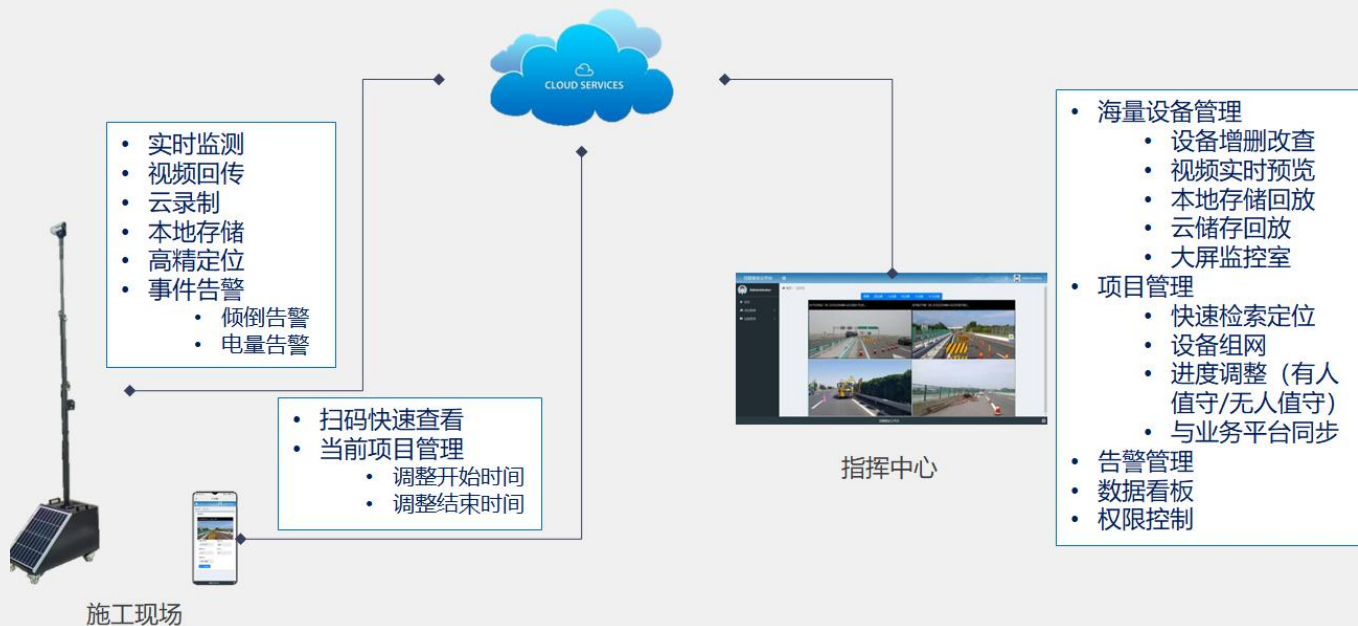 CLOUD SERVICES
• 实时监测
• 视频回传
• 云录制
• 本地存储
• 高精定位
• 事件告警
• 倾倒告警
• 电量告警
• 扫码快速查看
• 当前项目管理
• 调整开始时间
• 调整结束时间
施工现场
Administrator
指挥中心
• 海量设备管理
• 设备增删改查
• 视频实时预览
• 本地存储回放
• 云储存回放
• 大屏监控室
• 项目管理
• 快速检索定位
• 设备组网
• 进度调整（有人
值守/无人值守）
• 与业务平台同步
• 告警管理
• 数据看板
• 权限控制